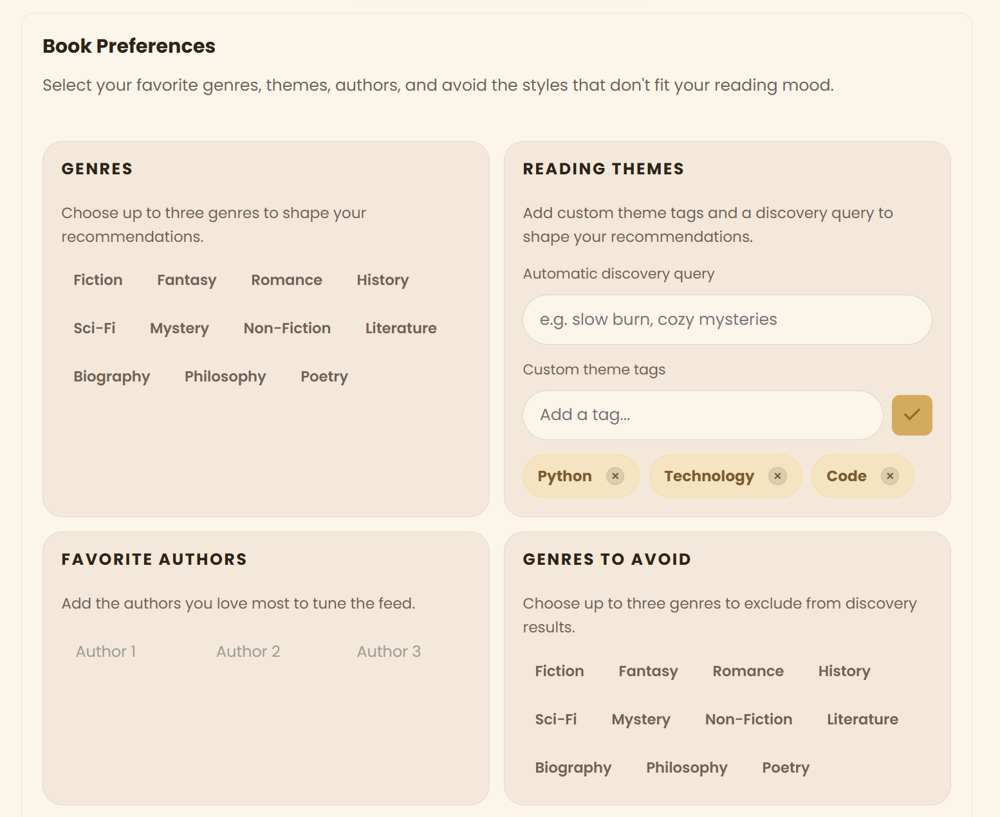 Book Preferences
Select your favorite genres, themes, authors, and avoid the styles that don't fit your reading mood.
GENRES
Choose up to three genres to shape your
recommendations.
Fiction Fantasy Romance History
Sci-Fi Mystery Non-Fiction Literature
Biography Philosophy Poetry
READING THEMES
Add custom theme tags and a discovery query to
shape your recommendations.
Automatic discovery query
e.g. slow burn, cozy mysteries
Custom theme tags
Add a tag...
Python Technology Code
FAVORITE AUTHORS
Add the authors you love most to tune the feed.
Author 1 Author 2 Author 3
GENRES TO AVOID
Choose up to three genres to exclude from discovery
results.
Fiction Fantasy Romance History
Sci-Fi Mystery Non-Fiction Literature
Biography Philosophy Poetry